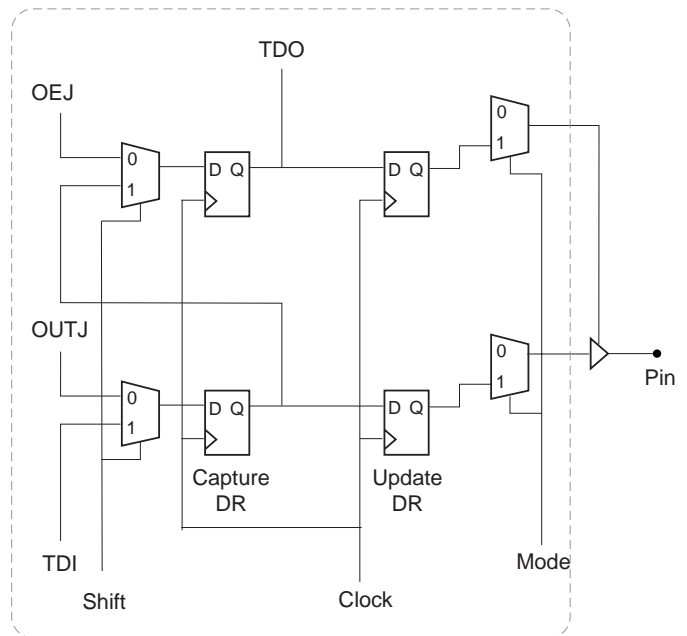 TDO
OEJ
0
1
D Q
D Q
0
1
OUTJ
0
1
D Q
D Q
0
1
Pin
Capture
DR
Update
DR
TDI
Shift
Clock
Mode